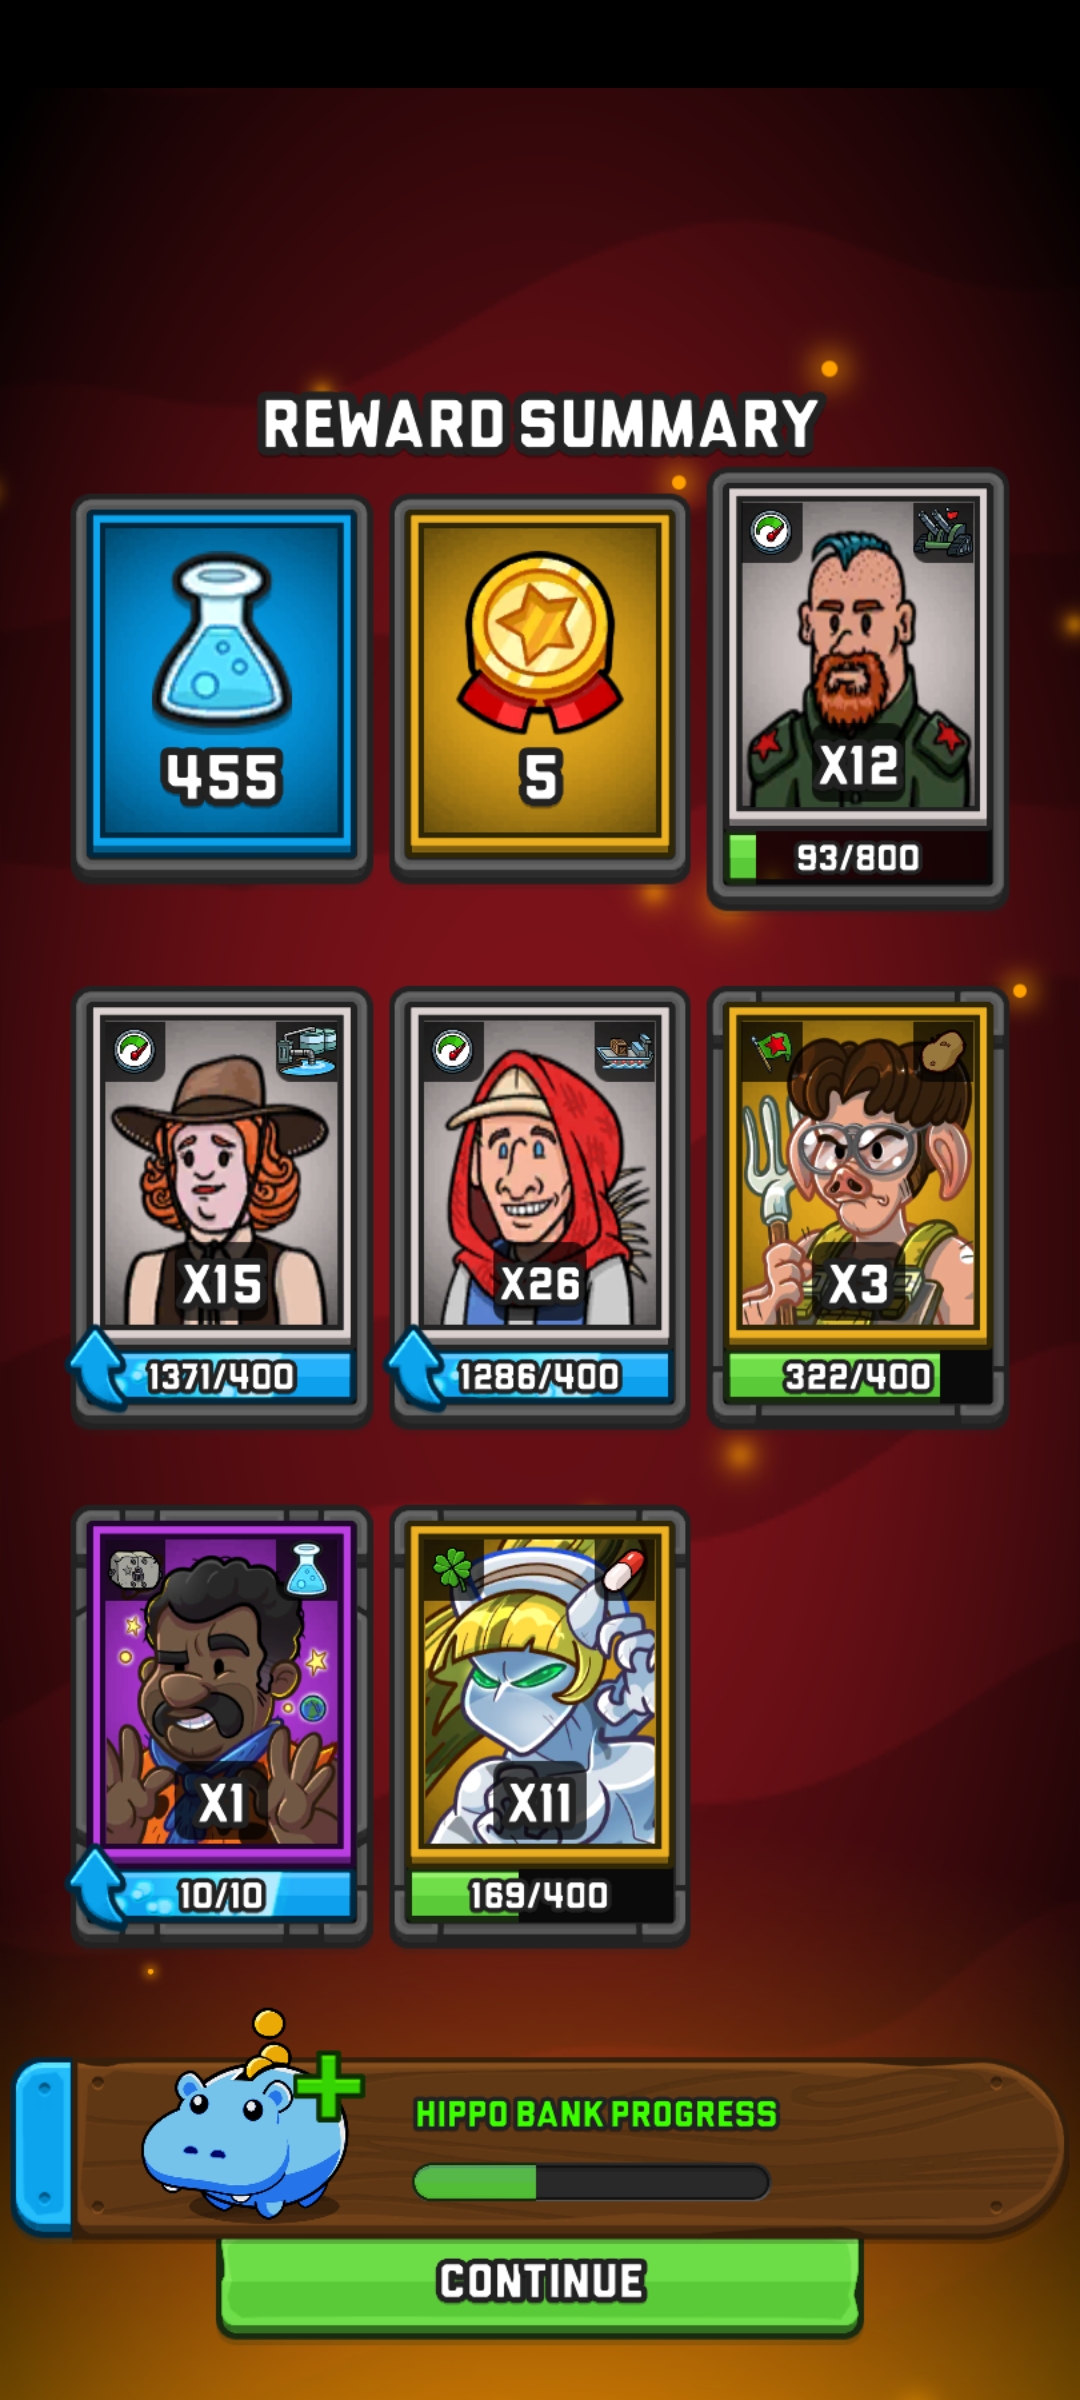 REWARD SUMMARY
455
5
X12
93/800
X15
1371/400
X26
1286/400
X3
322/400
X1
10/10
X11
169/400
HIPPO BANK PROGRESS
CONTINUE